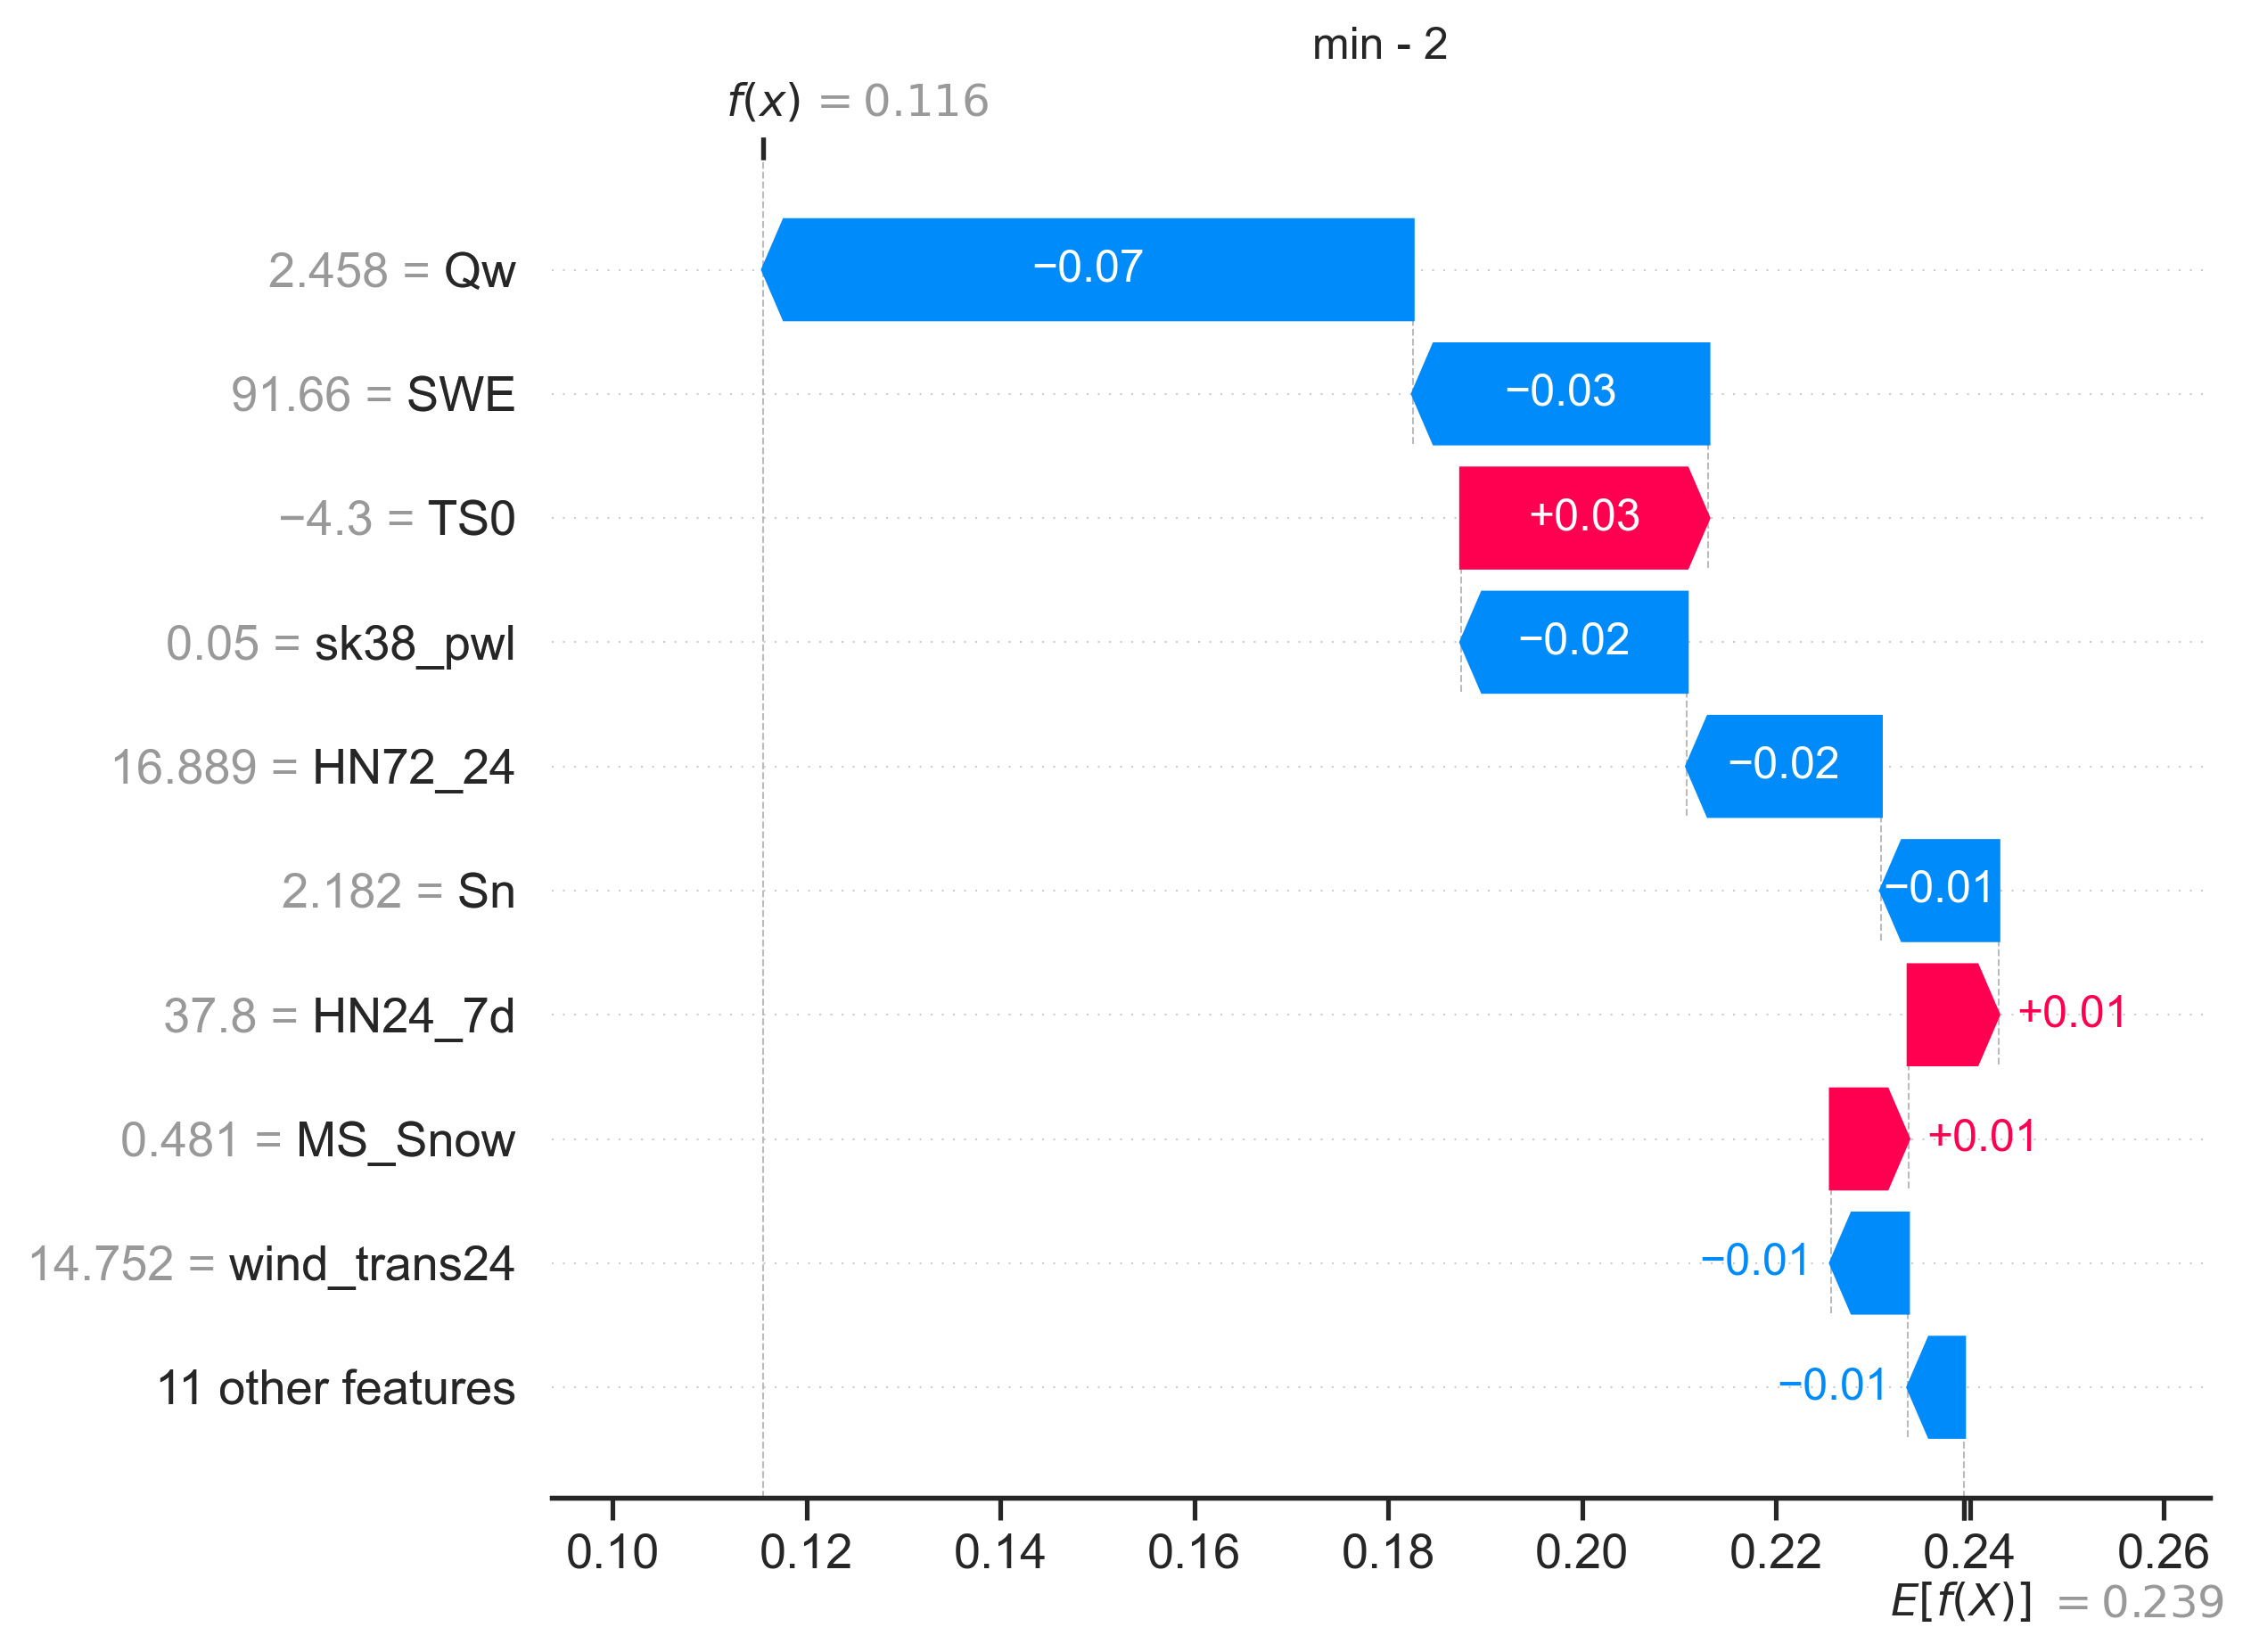 min - 2
f(x) = 0.116
2.458 = Qw
−0.07
91.66 = SWE
−0.03
−4.3 = TS0
+0.03
0.05 = sk38_pwl
−0.02
16.889 = HN72_24
−0.02
2.182 = Sn
−0.01
37.8 = HN24_7d
+0.01
0.481 = MS_Snow
+0.01
14.752 = wind_trans24
−0.01
11 other features
−0.01
0.10 0.12 0.14 0.16 0.18 0.20 0.22 0.24 0.26
E[f(X)] = 0.239